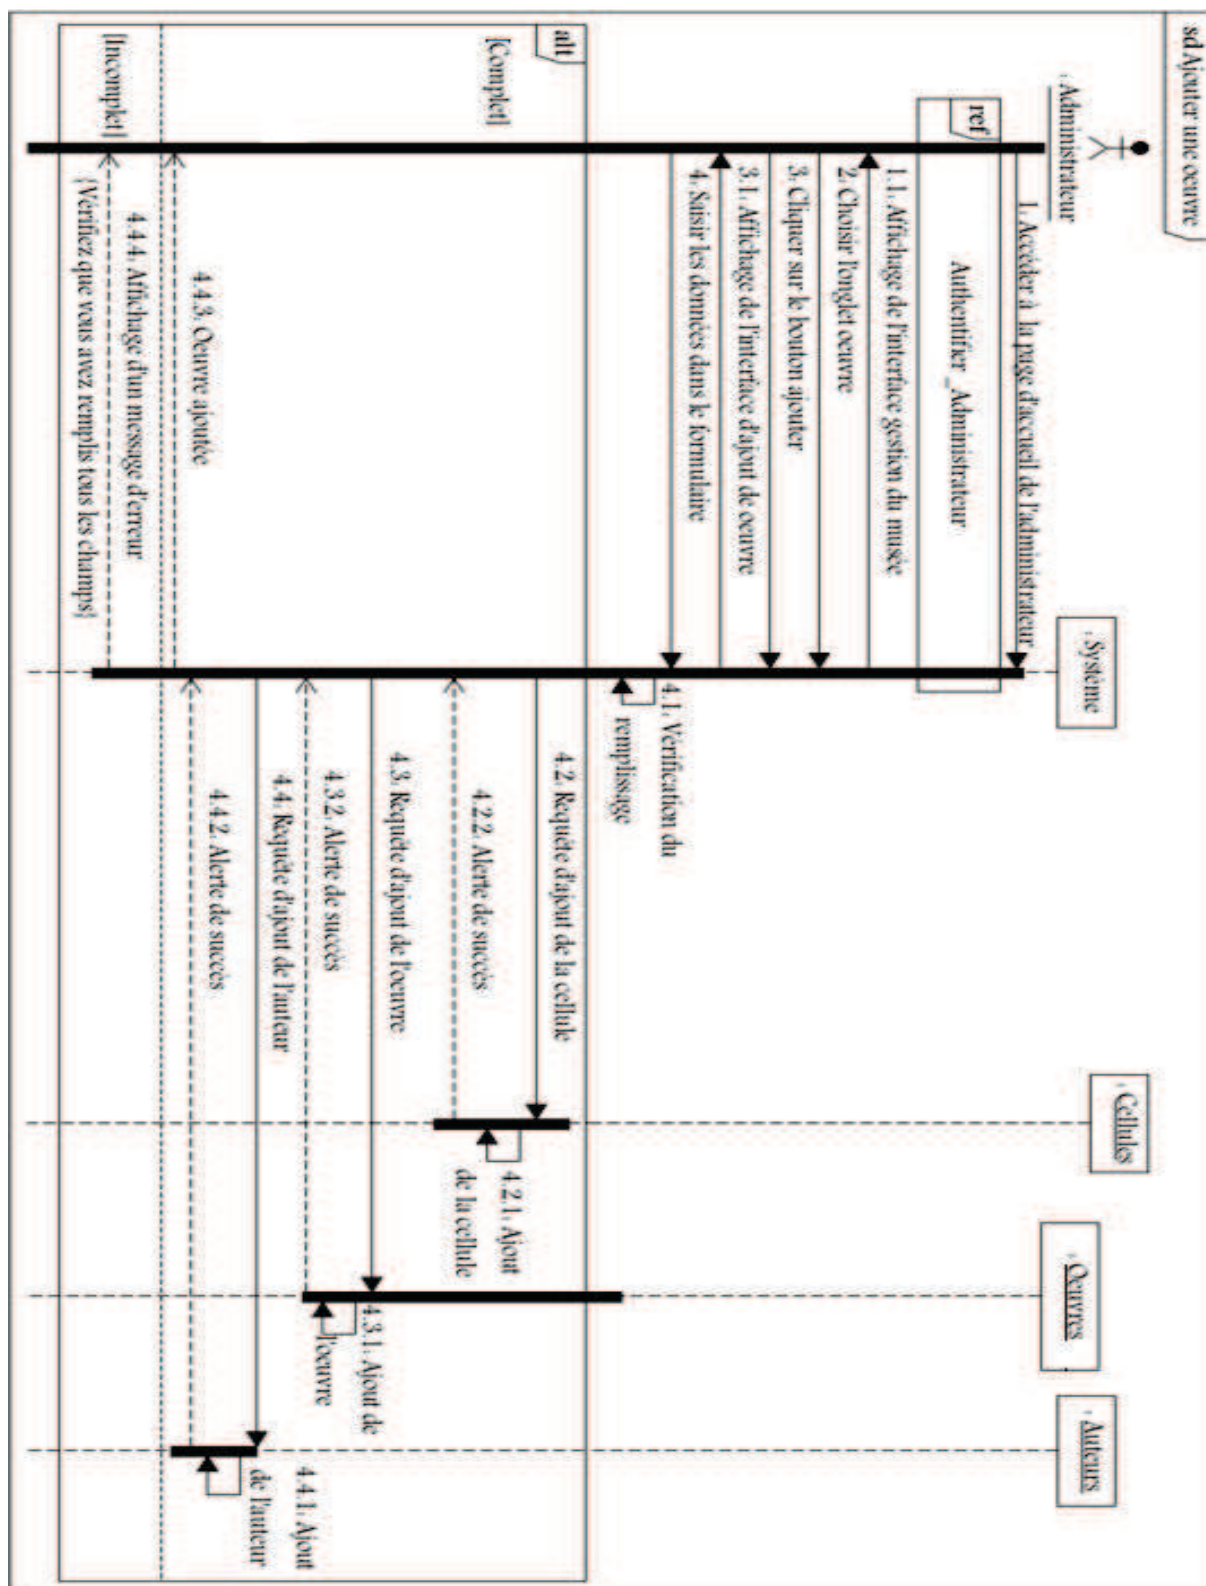 sd Ajouter une oeuvre
: Administrateur
: Système
: Cellules
: Oeuvres
: Auteurs
1. Accéder à la page d'accueil de l'administrateur
ref
Authentifier_Administrateur
1.1. Affichage de l'interface gestion du musée
2. Choisir l'onglet oeuvre
3. Cliquer sur le bouton ajouter
3.1. Affichage de l'interface d'ajout de oeuvre
4. Saisir les données dans le formulaire
4.1. Vérification du
remplissage
alt
[Complet]
4.2. Requête d'ajout de la cellule
4.2.1. Ajout
de la cellule
4.2.2. Alerte de succès
4.3. Requête d'ajout de l'oeuvre
4.3.1. Ajout de
l'oeuvre
4.3.2. Alerte de succès
4.4. Requête d'ajout de l'auteur
4.4.1. Ajout
de l'auteur
4.4.2. Alerte de succès
4.4.3. Oeuvre ajoutée
[Incomplet]
4.4.4. Affichage d'un message d'erreur
{Vérifiez que vous avez remplis tous les champs}